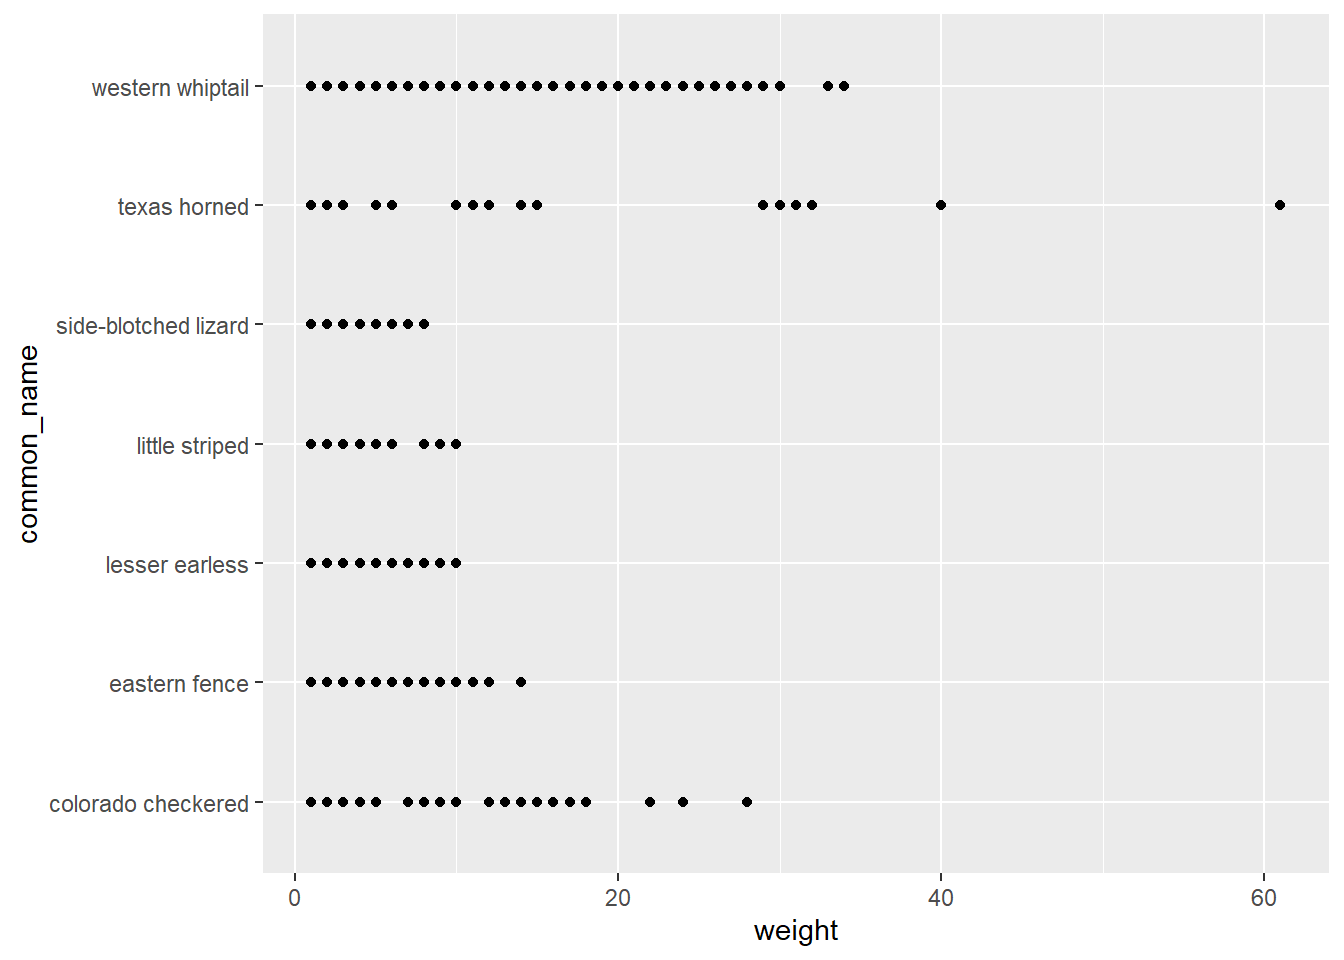 western whiptail
texas horned
side-blotched lizard
little striped
lesser earless
eastern fence
colorado checkered
common_name
0 20 40 60
weight